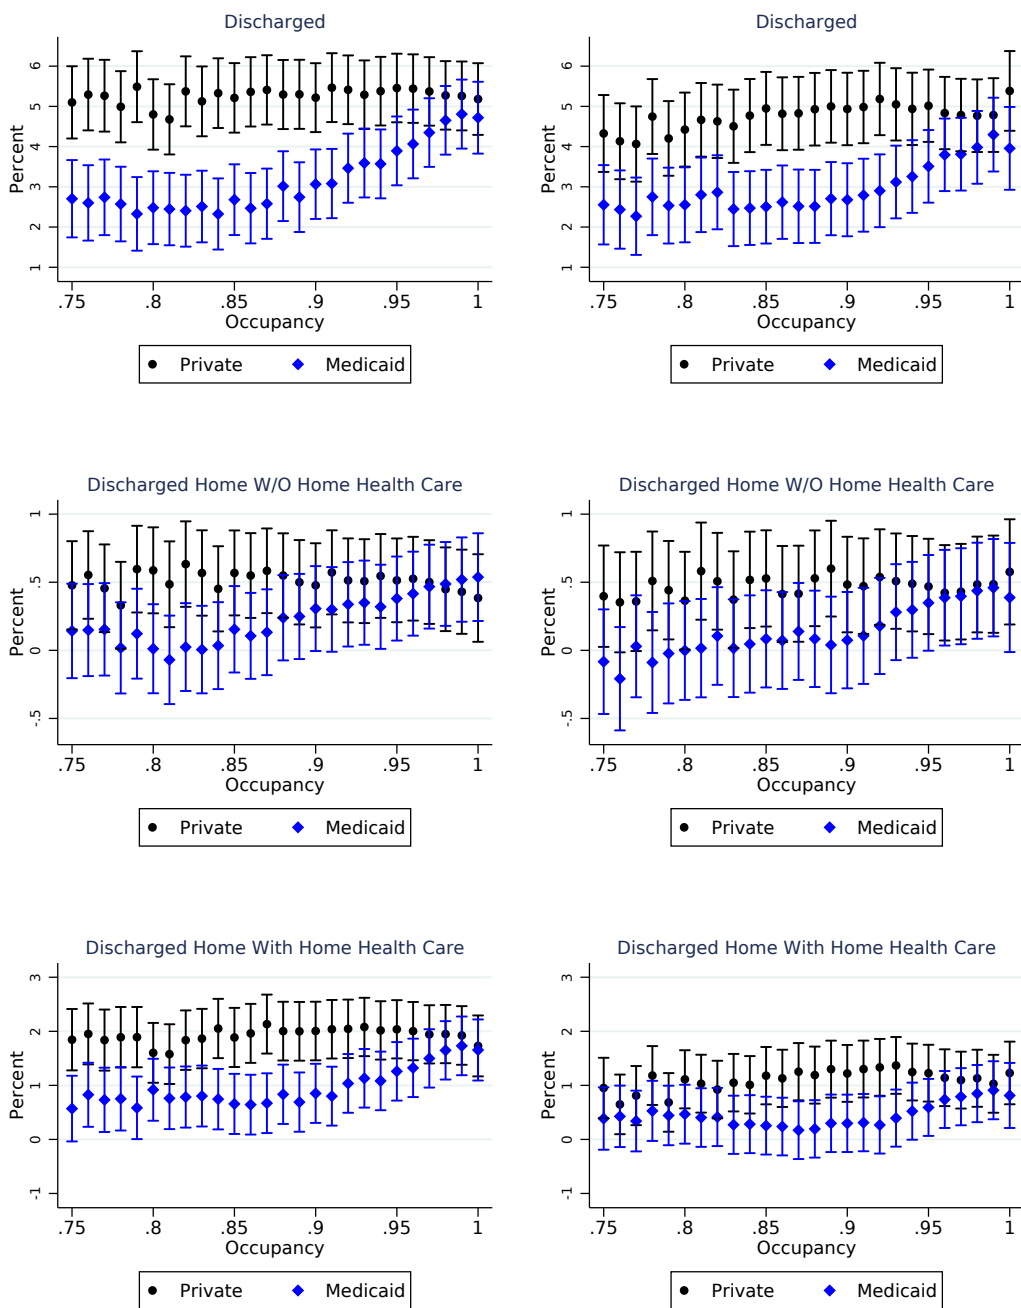 Discharged
Percent
6
5
4
3
2
1
.75 .8 .85 .9 .95 1
Occupancy
Private Medicaid
Discharged
Percent
6
5
4
3
2
1
.75 .8 .85 .9 .95 1
Occupancy
Private Medicaid
Discharged Home W/O Home Health Care
Percent
1
.5
0
-.5
.75 .8 .85 .9 .95 1
Occupancy
Private Medicaid
Discharged Home W/O Home Health Care
Percent
1
.5
0
-.5
.75 .8 .85 .9 .95 1
Occupancy
Private Medicaid
Discharged Home With Home Health Care
Percent
3
2
1
0
-1
.75 .8 .85 .9 .95 1
Occupancy
Private Medicaid
Discharged Home With Home Health Care
Percent
3
2
1
0
-1
.75 .8 .85 .9 .95 1
Occupancy
Private Medicaid